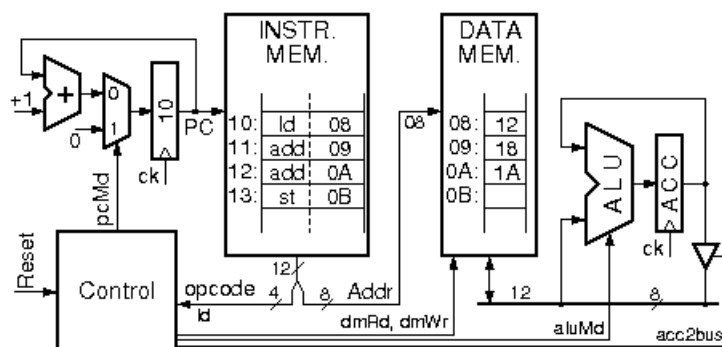 INSTR.
MEM.
DATA
MEM.
+1
+
0
1
0
10
PC
ck
pcMd
10: ld 08
11: add 09
12: add 0A
13: st 0B
08
08: 12
09: 18
0A: 1A
0B:
ALU
ACC
ck
Reset
Control
12
opcode
4
8
Addr
ld
dmRd, dmWr
12
8
aluMd
acc2bus